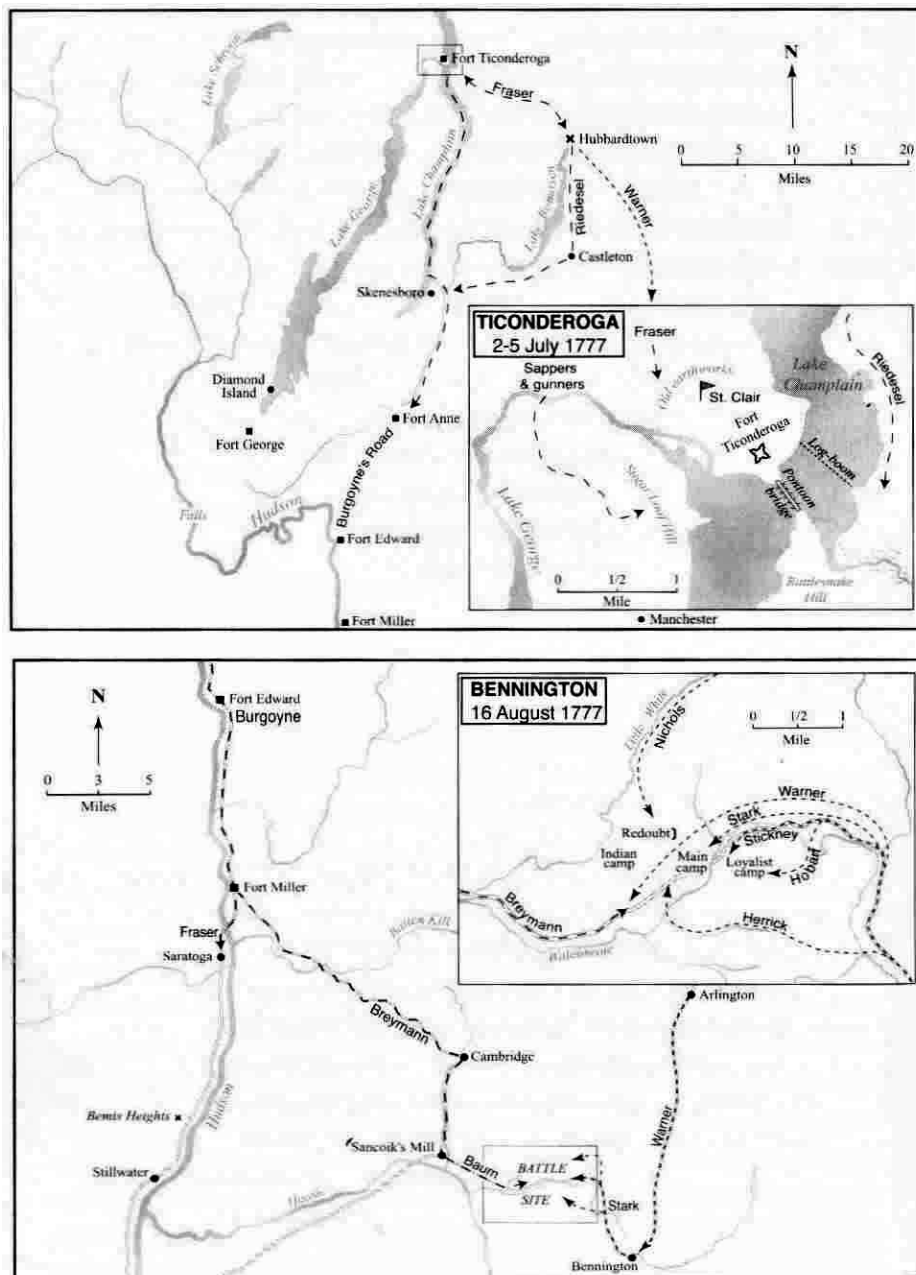 Lake Schroon
Fort Ticonderoga
Fraser
N
Hubbardtown
0 5 10 15 20
Miles
Lake George
Lake Champlain
Riedesel
Warner
Castleton
Skenesboro
Diamond
Island
Fort George
Fort Anne
Burgoyne's Road
Falls
Hudson
Fort Edward
Fort Miller
Manchester
TICONDEROGA
2-5 July 1777
Sappers
& gunners
Fraser
Old earthworks
St. Clair
Fort
Ticonderoga
Lake
Champlain
Riedesel
Log-boom
Pontoon
bridge
Sugar Loaf Hill
Lake George
0 1/2 1
Mile
Rattlesnake
Hill
N
0 3 5
Miles
Fort Edward
Burgoyne
Fort Miller
Fraser
Saratoga
Batten Kill
Breymann
Cambridge
Hudson
Bemis Heights
Stillwater
Sancoik's Mill
Hoosic
Baum
BATTLE
SITE
Stark
Bennington
Arlington
Warner
BENNINGTON
16 August 1777
Little White
Nichols
0 1/2 1
Mile
Warner
Stark
Stickney
Redoubt
Indian
camp
Main
camp
Loyalist
camp
Hobart
Breymann
Herrick